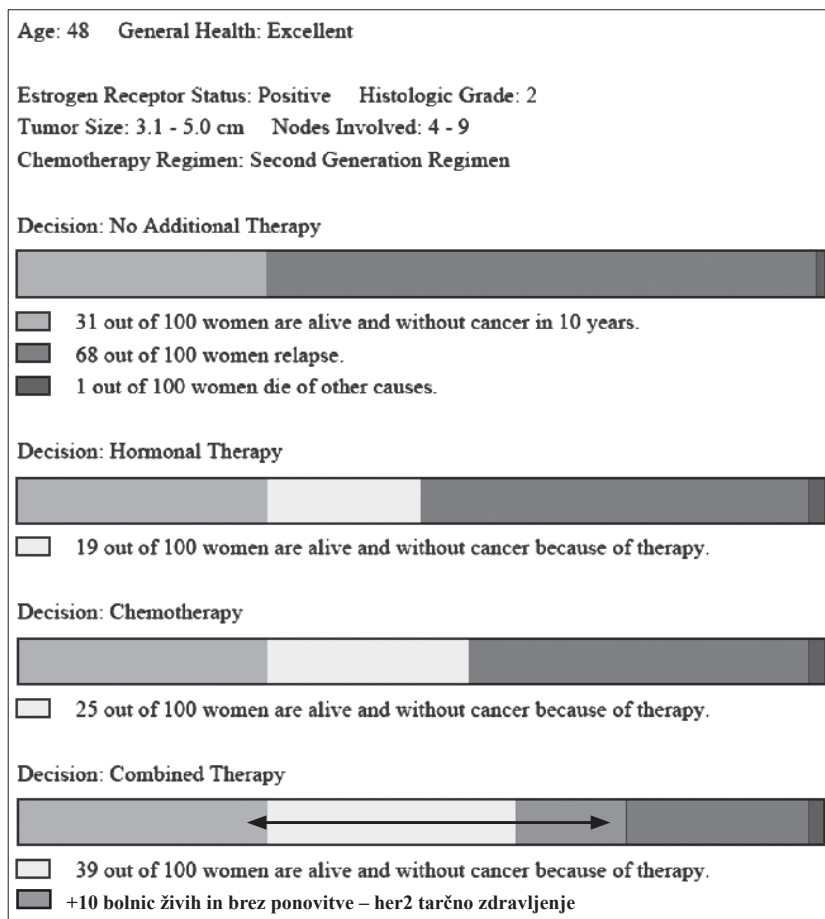 Age: 48 General Health: Excellent
Estrogen Receptor Status: Positive Histologic Grade: 2
Tumor Size: 3.1 - 5.0 cm Nodes Involved: 4 - 9
Chemotherapy Regimen: Second Generation Regimen
Decision: No Additional Therapy
31 out of 100 women are alive and without cancer in 10 years.
68 out of 100 women relapse.
1 out of 100 women die of other causes.
Decision: Hormonal Therapy
19 out of 100 women are alive and without cancer because of therapy.
Decision: Chemotherapy
25 out of 100 women are alive and without cancer because of therapy.
Decision: Combined Therapy
39 out of 100 women are alive and without cancer because of therapy.
+10 bolnic živih in brez ponovitve – her2 tarčno zdravljenje